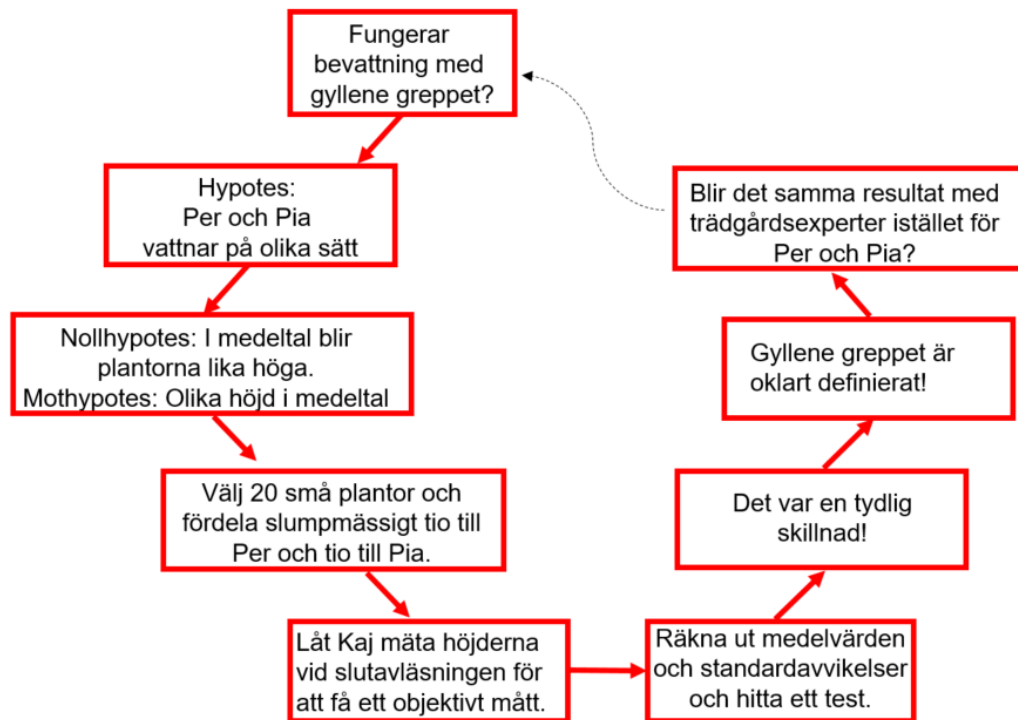 Fungerar
bevattning med
gyllene greppet?
Hypotes:
Per och Pia
vattnar på olika sätt
Nollhypotes: I medeltal blir
plantorna lika höga.
Mothypotes: Olika höjd i medeltal
Välj 20 små plantor och
fördela slumpmässigt tio till
Per och tio till Pia.
Låt Kaj mäta höjderna
vid slutavläsningen för
att få ett objektivt mått.
Räkna ut medelvärden
och standardavvikelser
och hitta ett test.
Det var en tydlig
skillnad!
Gyllene greppet är
oklart definierat!
Blir det samma resultat med
trädgårdsexperter istället för
Per och Pia?